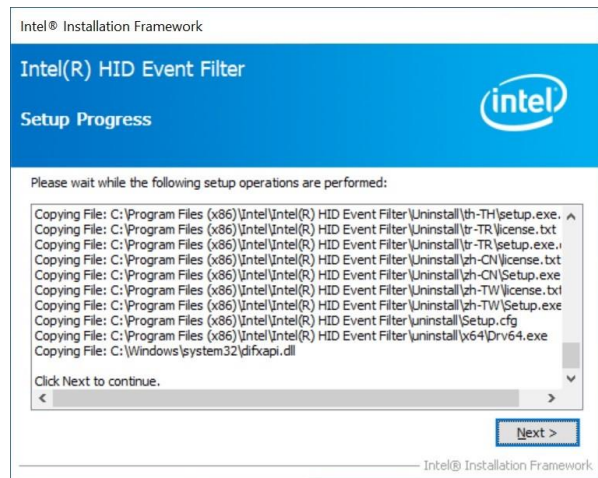 Intel® Installation Framework
Intel(R) HID Event Filter
intel
Setup Progress
Please wait while the following setup operations are performed:
Copying File: C:\Program Files (x86)\Intel\Intel(R) HID Event Filter\Uninstall\th-TH\setup.exe.
Copying File: C:\Program Files (x86)\Intel\Intel(R) HID Event Filter\Uninstall\tr-TR\license.txt
Copying File: C:\Program Files (x86)\Intel\Intel(R) HID Event Filter\Uninstall\tr-TR\setup.exe.
Copying File: C:\Program Files (x86)\Intel\Intel(R) HID Event Filter\Uninstall\zh-CN\license.txt
Copying File: C:\Program Files (x86)\Intel\Intel(R) HID Event Filter\Uninstall\zh-CN\Setup.exe
Copying File: C:\Program Files (x86)\Intel\Intel(R) HID Event Filter\Uninstall\zh-TW\license.txt
Copying File: C:\Program Files (x86)\Intel\Intel(R) HID Event Filter\Uninstall\zh-TW\Setup.exe
Copying File: C:\Program Files (x86)\Intel\Intel(R) HID Event Filter\uninstall\Setup.cfg
Copying File: C:\Program Files (x86)\Intel\Intel(R) HID Event Filter\uninstall\x64\Drv64.exe
Copying File: C:\Windows\system32\difxapi.dll
Click Next to continue.
Next >
Intel® Installation Framework